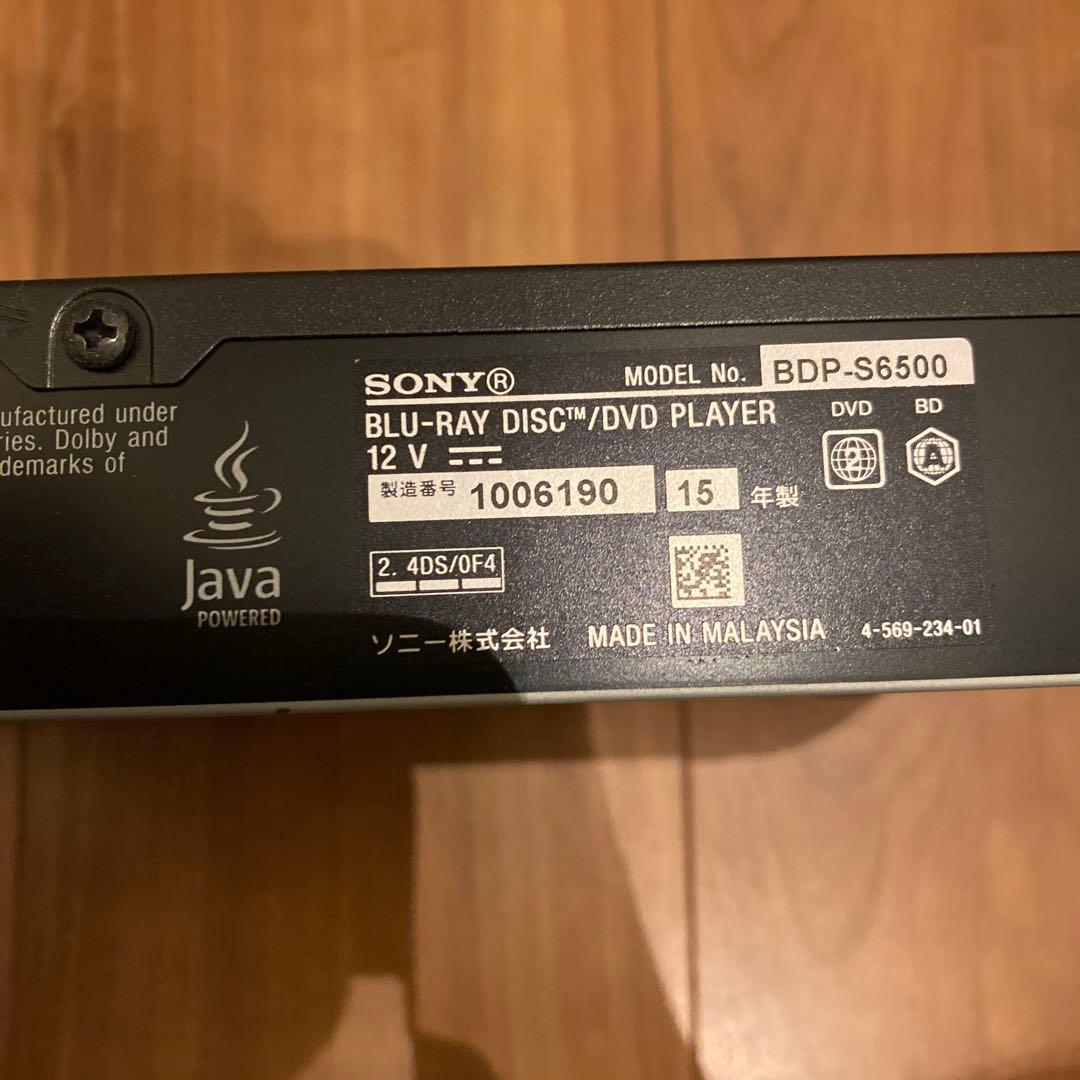 ufactured under
ries. Dolby and
demarks of
Java
POWERED
SONY® MODEL No. BDP-S6500
BLU-RAY DISC™/DVD PLAYER
12 V
製造番号 1006190 15 年製
DVD BD
2 A
2. 4DS/0F4
ソニー株式会社 MADE IN MALAYSIA 4-569-234-01